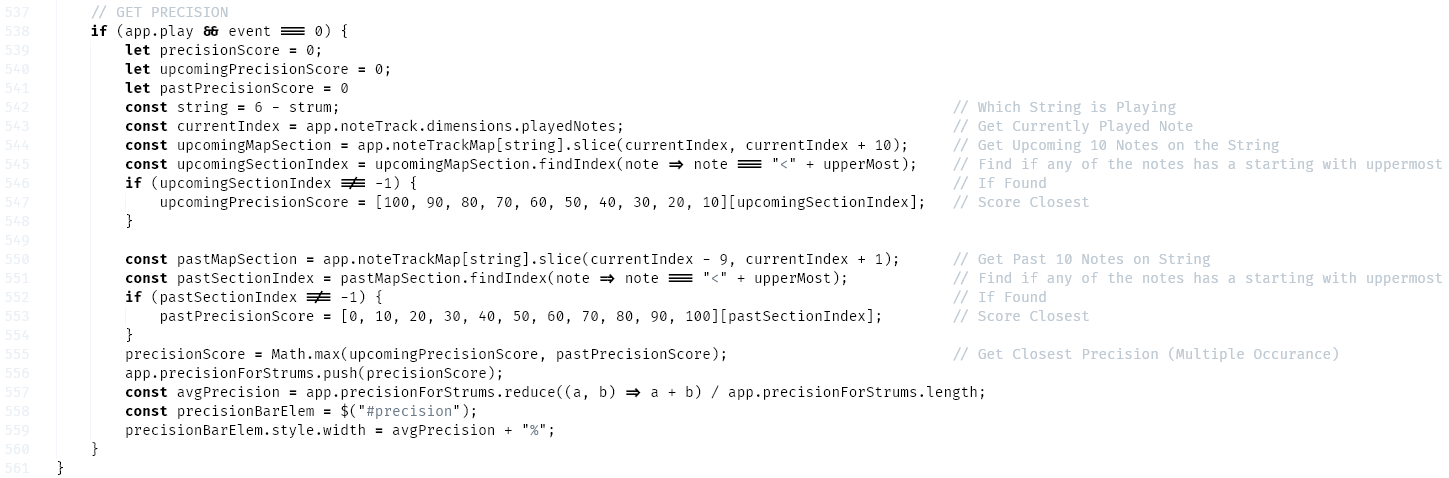 537 // GET PRECISION
538 if (app.play && event === 0) {
539 let precisionScore = 0;
540 let upcomingPrecisionScore = 0;
541 let pastPrecisionScore = 0
542 const string = 6 - strum; // Which String is Playing
543 const currentIndex = app.noteTrack.dimensions.playedNotes; // Get Currently Played Note
544 const upcomingMapSection = app.noteTrackMap[string].slice(currentIndex, currentIndex + 10); // Get Upcoming 10 Notes on the String
545 const upcomingSectionIndex = upcomingMapSection.findIndex(note => note === "<" + upperMost); // Find if any of the notes has a starting with uppermost
546 if (upcomingSectionIndex !== -1) { // If Found
547 upcomingPrecisionScore = [100, 90, 80, 70, 60, 50, 40, 30, 20, 10][upcomingSectionIndex]; // Score Closest
548 }
549
550 const pastMapSection = app.noteTrackMap[string].slice(currentIndex - 9, currentIndex + 1); // Get Past 10 Notes on String
551 const pastSectionIndex = pastMapSection.findIndex(note => note === "<" + upperMost); // Find if any of the notes has a starting with uppermost
552 if (pastSectionIndex !== -1) { // If Found
553 pastPrecisionScore = [0, 10, 20, 30, 40, 50, 60, 70, 80, 90, 100][pastSectionIndex]; // Score Closest
554 }
555 precisionScore = Math.max(upcomingPrecisionScore, pastPrecisionScore); // Get Closest Precision (Multiple Occurance)
556 app.precisionForStrums.push(precisionScore);
557 const avgPrecision = app.precisionForStrums.reduce((a, b) => a + b) / app.precisionForStrums.length;
558 const precisionBarElem = $("#precision");
559 precisionBarElem.style.width = avgPrecision + "%";
560 }
561 }